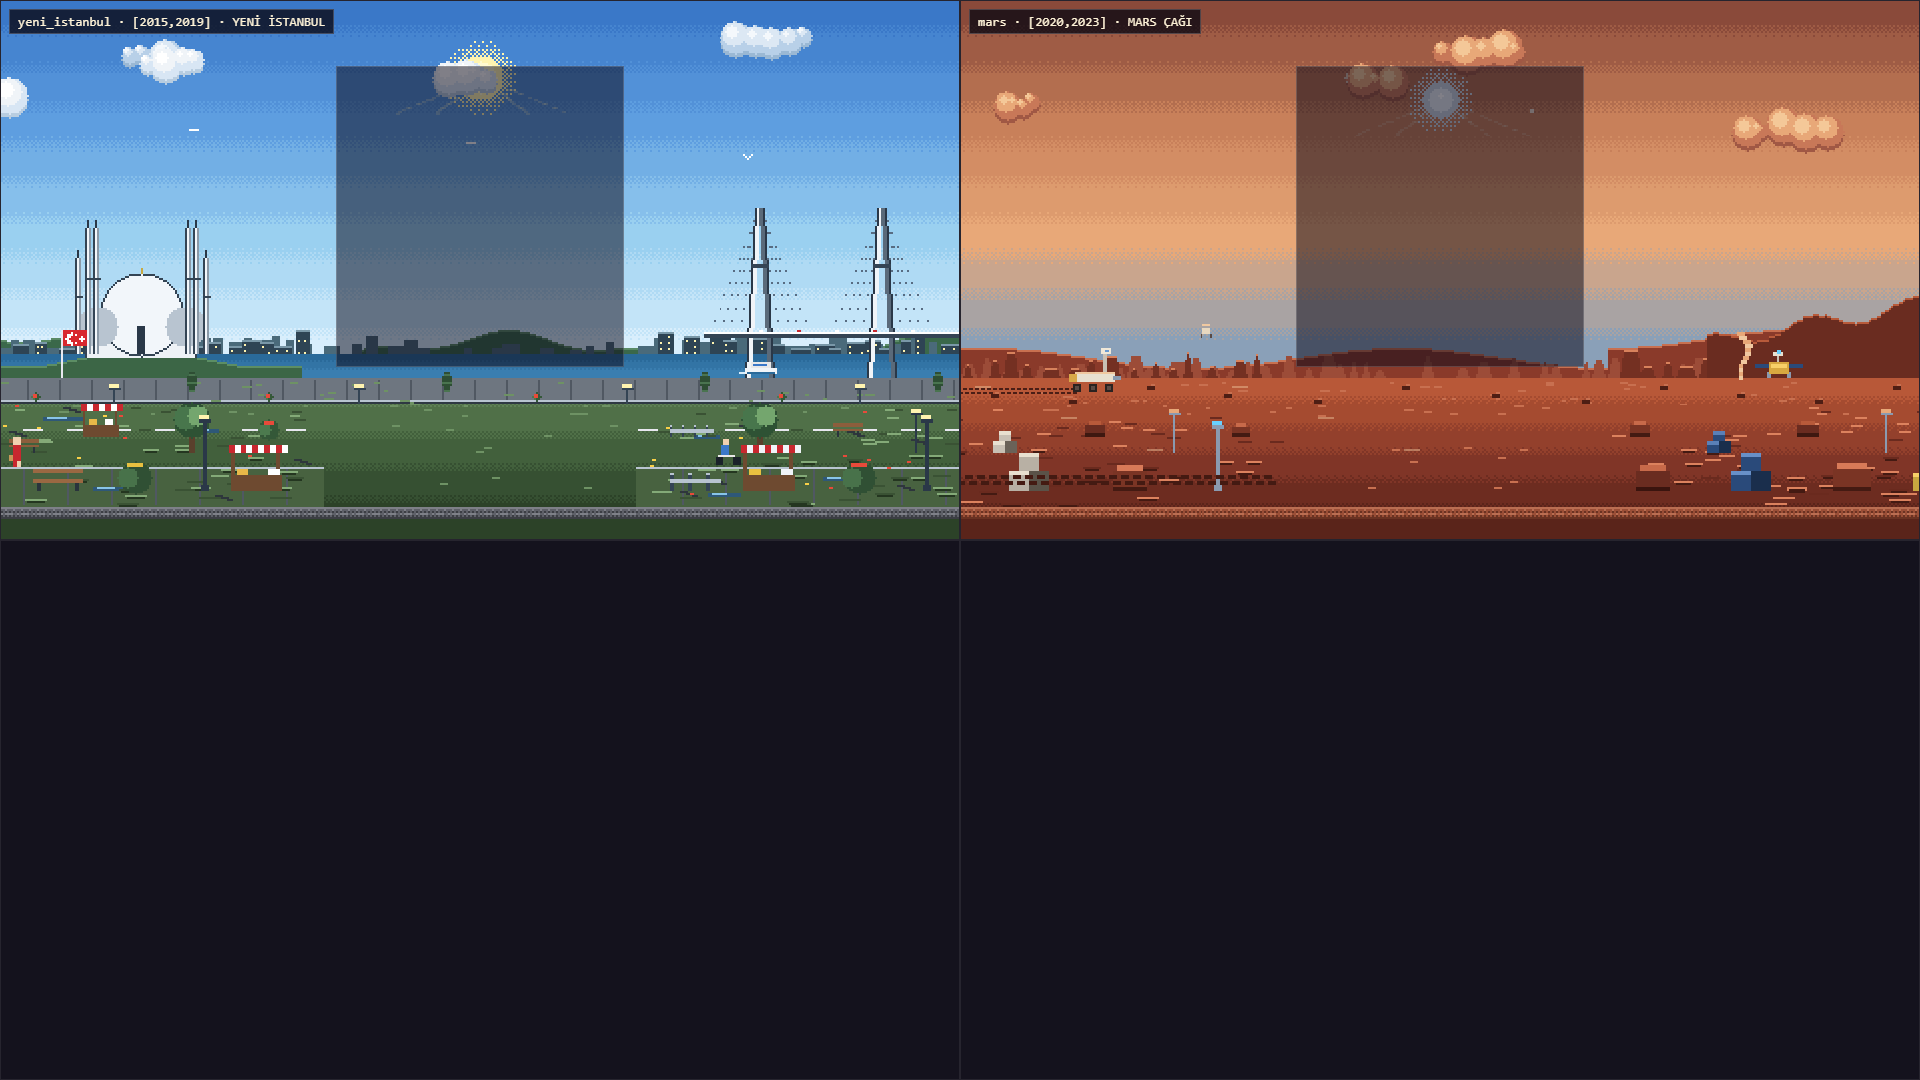 yeni_istanbul · [2015,2019] · YENİ İSTANBUL
mars · [2020,2023] · MARS ÇAĞI